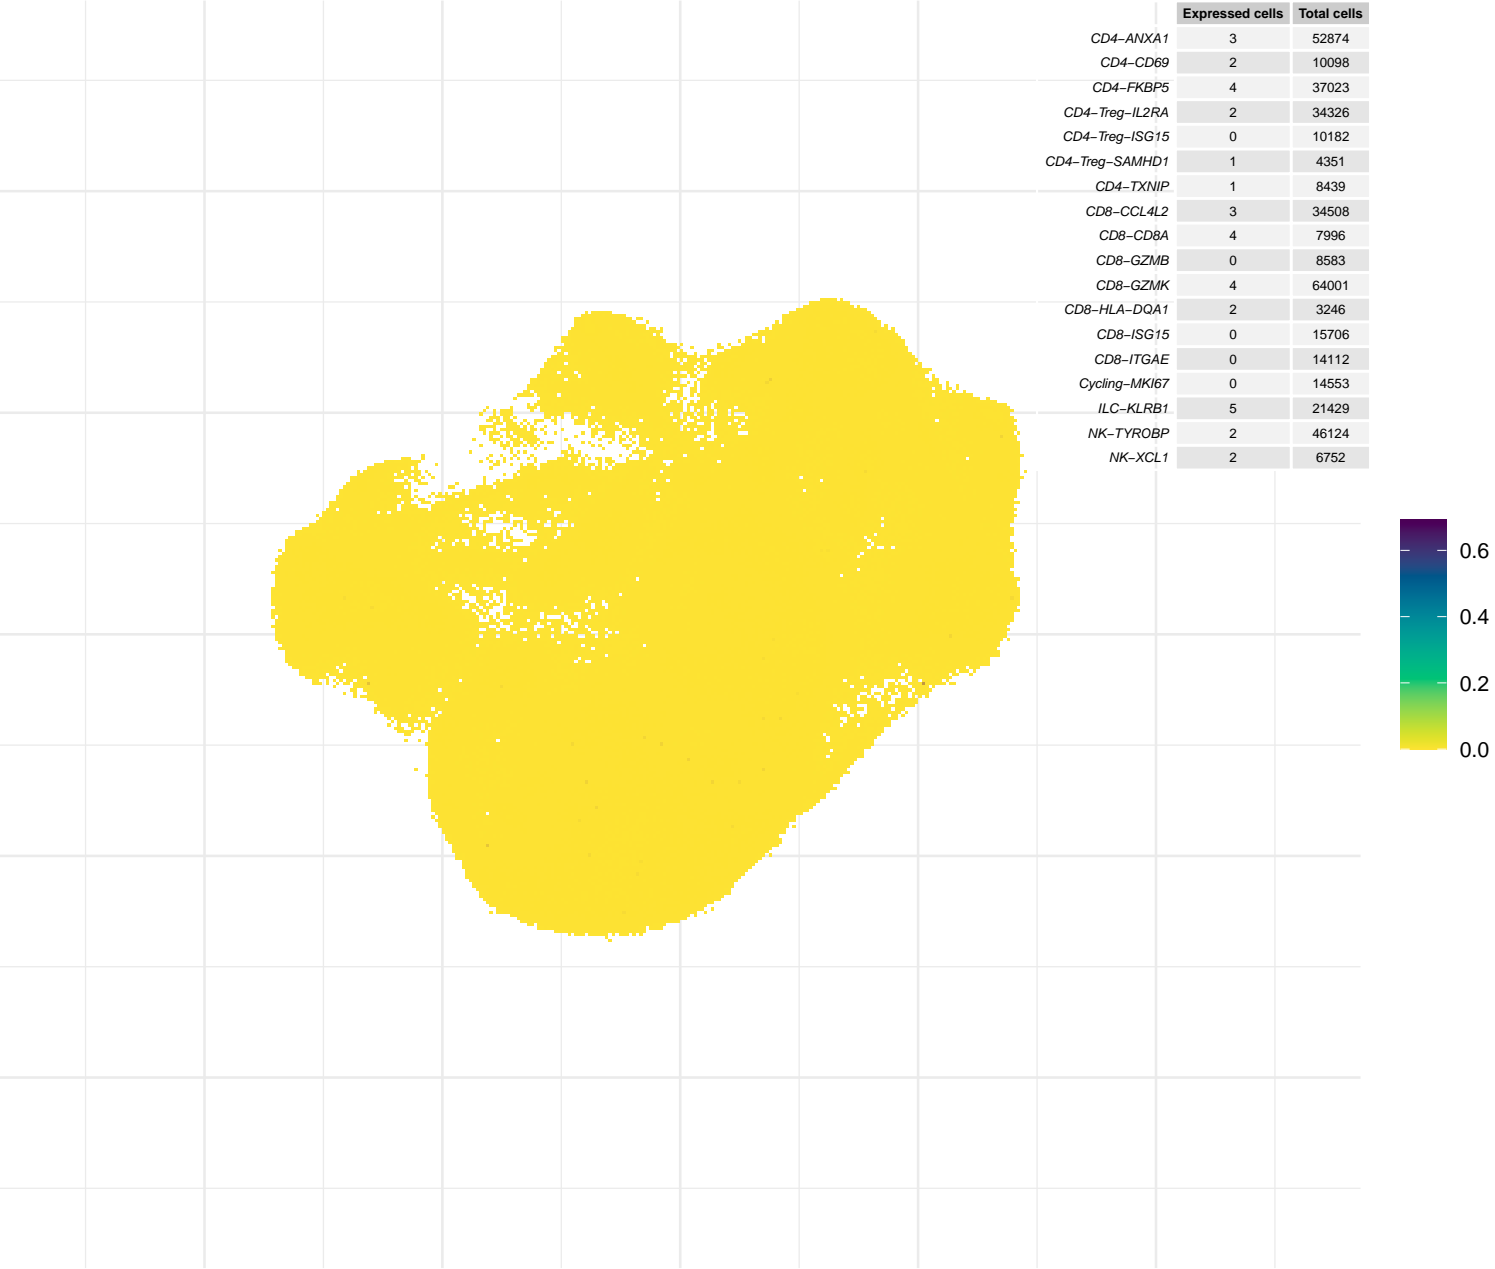 Expressed cells Total cells
CD4−ANXA1 3 52874
CD4−CD69 2 10098
CD4−FKBP5 4 37023
CD4−Treg−IL2RA 2 34326
CD4−Treg−ISG15 0 10182
CD4−Treg−SAMHD1 1 4351
CD4−TXNIP 1 8439
CD8−CCL4L2 3 34508
CD8−CD8A 4 7996
CD8−GZMB 0 8583
CD8−GZMK 4 64001
CD8−HLA−DQA1 2 3246
CD8−ISG15 0 15706
CD8−ITGAE 0 14112
Cycling−MKI67 0 14553
ILC−KLRB1 5 21429
NK−TYROBP 2 46124
NK−XCL1 2 6752
0.6
0.4
0.2
0.0